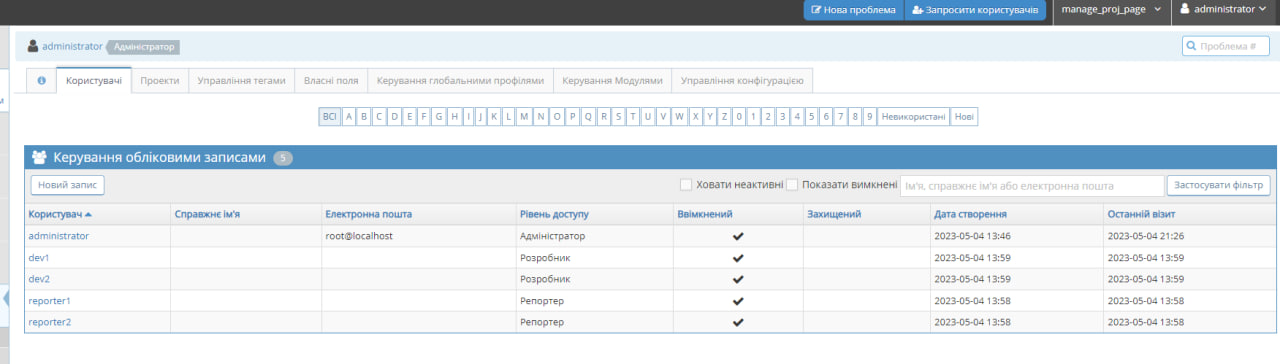 Нова проблема Запросити користувачів manage_proj_page administrator
administrator Адміністратор Проблема #
Користувачі Проекти Управління тегами Власні поля Керування глобальними профілями Керування Модулями Управління конфігурацією
м
ВСІ A B C D E F G H I J K L M N O P Q R S T U V W X Y Z 0 1 2 3 4 5 6 7 8 9 Невикористані Нові
Керування обліковими записами 5
Новий запис Ховати неактивні Показати вимкнені Ім'я, справжнє ім'я або електронна пошта Застосувати фільтр
Користувач Справжнє ім'я Електронна пошта Рівень доступу Ввімкнений Захищений Дата створення Останній візит
administrator root@localhost Адміністратор 2023-05-04 13:46 2023-05-04 21:26
dev1 Розробник 2023-05-04 13:59 2023-05-04 13:59
dev2 Розробник 2023-05-04 13:59 2023-05-04 13:59
reporter1 Репортер 2023-05-04 13:58 2023-05-04 13:58
reporter2 Репортер 2023-05-04 13:58 2023-05-04 13:58